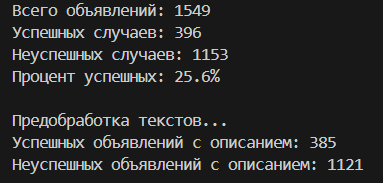 Всего объявлений: 1549
Успешных случаев: 396
Неуспешных случаев: 1153
Процент успешных: 25.6%
Предобработка текстов...
Успешных объявлений с описанием: 385
Неуспешных объявлений с описанием: 1121